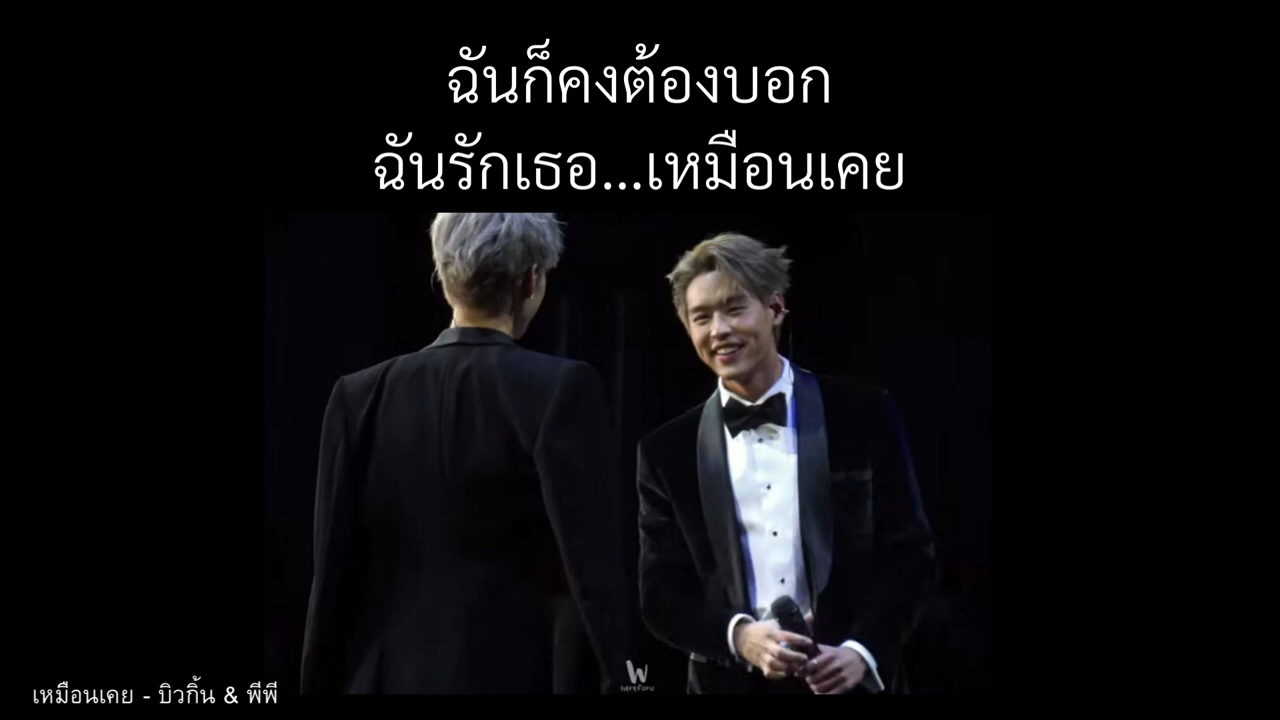 ฉันก็คงต้องบอก
ฉันรักเธอ...เหมือนเคย
W
เหมือนเคย - บิวกิ้น & พีพี